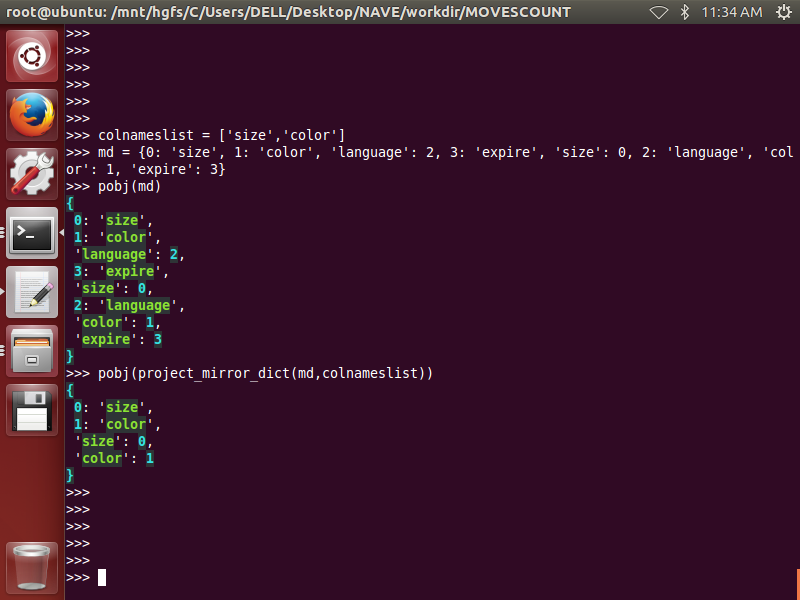 root@ubuntu: /mnt/hgfs/C/Users/DELL/Desktop/NAVE/workdir/MOVESCOUNT 11:34 AM
>>>
>>>
>>>
>>>
>>>
>>>
>>> colnameslist = ['size','color']
>>> md = {0: 'size', 1: 'color', 'language': 2, 3: 'expire', 'size': 0, 2: 'language', 'col
or': 1, 'expire': 3}
>>> pobj(md)
{
 0: 'size',
 1: 'color',
 'language': 2,
 3: 'expire',
 'size': 0,
 2: 'language',
 'color': 1,
 'expire': 3
}
>>> pobj(project_mirror_dict(md,colnameslist))
{
 0: 'size',
 1: 'color',
 'size': 0,
 'color': 1
}
>>>
>>>
>>>
>>>
>>>
>>>